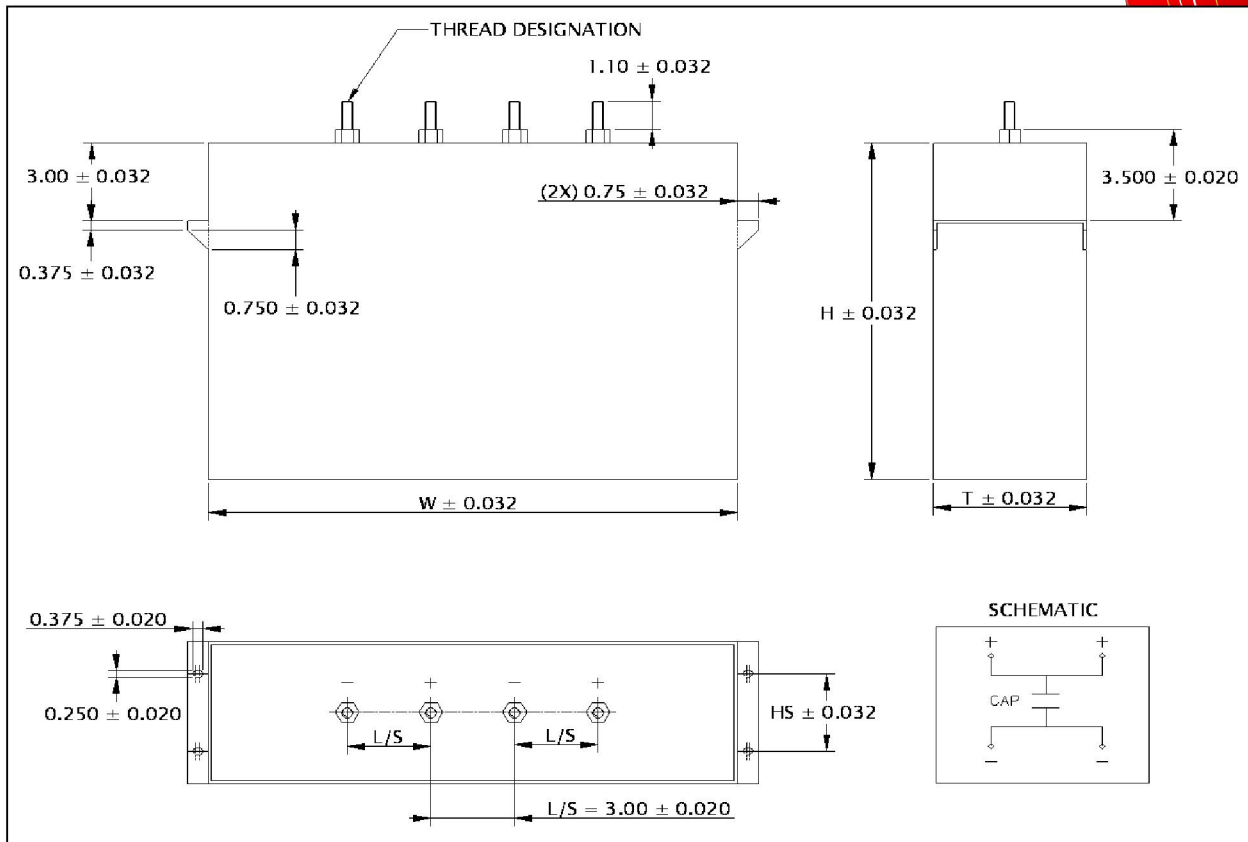 THREAD DESIGNATION
1.10 ± 0.032
3.00 ± 0.032
(2X) 0.75 ± 0.032
3.500 ± 0.020
0.375 ± 0.032
0.750 ± 0.032
H ± 0.032
W ± 0.032
T ± 0.032
0.375 ± 0.020
SCHEMATIC
+ +
− + − +
CAP
0.250 ± 0.020
HS ± 0.032
L/S L/S
− −
L/S = 3.00 ± 0.020